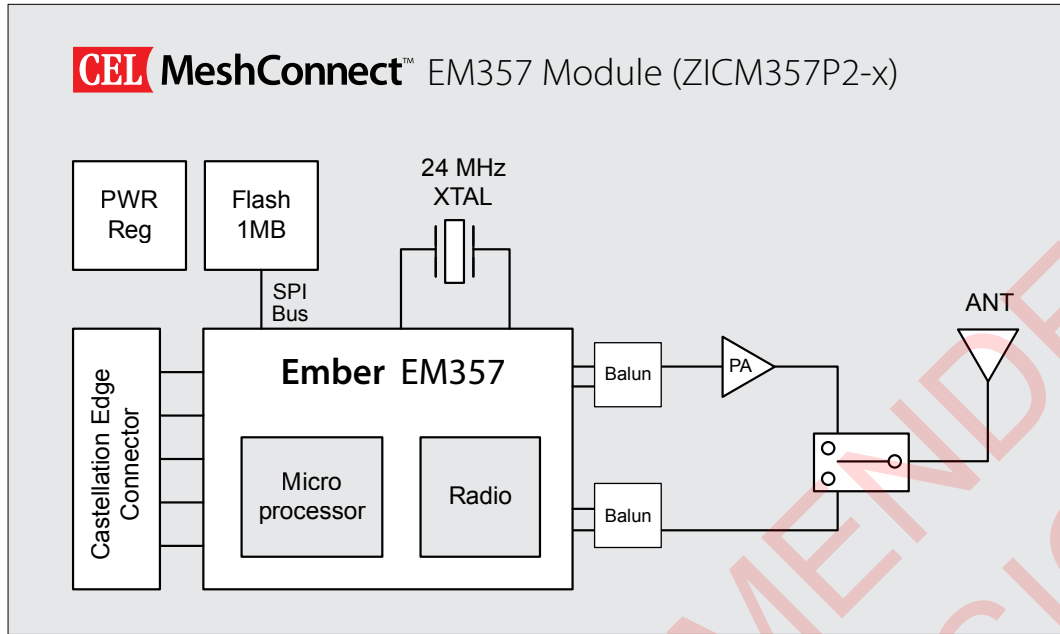 CEL MeshConnect™ EM357 Module (ZICM357P2-x)
PWR
Reg
Flash
1MB
24 MHz
XTAL
SPI
Bus
ANT
Castellation Edge
Connector
Ember EM357
Micro
processor
Radio
Balun
PA
Balun